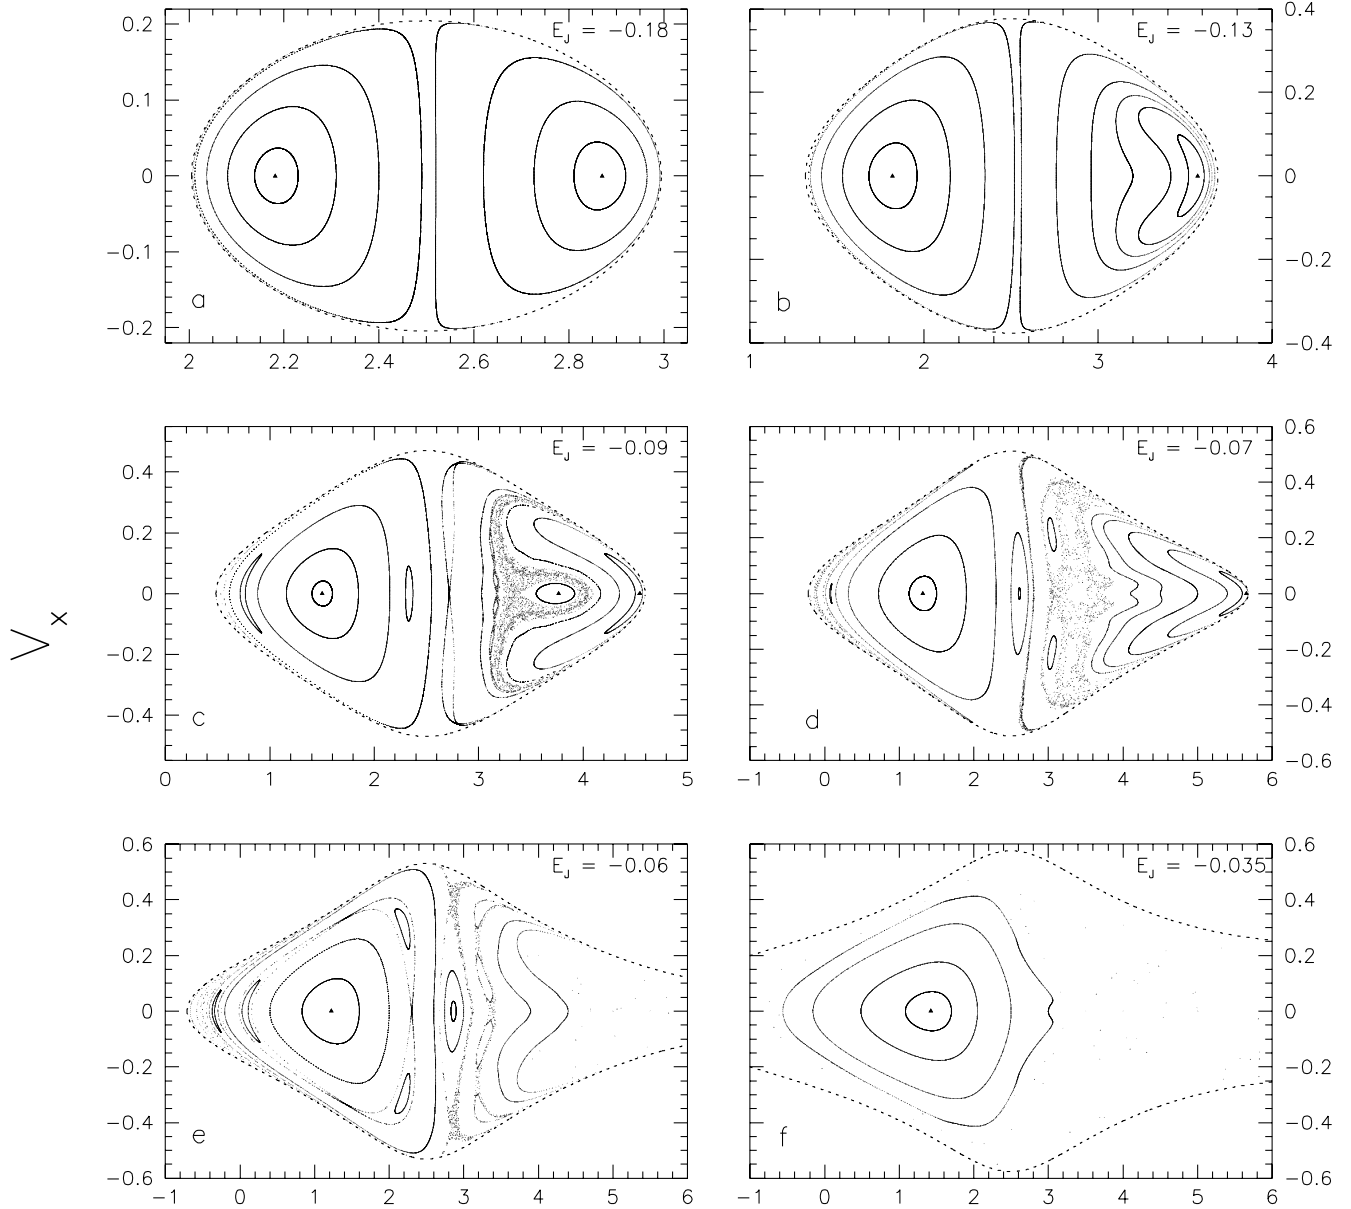 0.2 0.1 0 -0.1 -0.2
E_J = -0.18
a
2 2.2 2.4 2.6 2.8 3
0.4 0.2 0 -0.2 -0.4
E_J = -0.13
b
1 2 3 4
V_x
0.4 0.2 0 -0.2 -0.4
E_J = -0.09
c
0 1 2 3 4 5
0.6 0.4 0.2 0 -0.2 -0.4 -0.6
E_J = -0.07
d
-1 0 1 2 3 4 5 6
0.6 0.4 0.2 0 -0.2 -0.4 -0.6
E_J = -0.06
e
-1 0 1 2 3 4 5 6
0.6 0.4 0.2 0 -0.2 -0.4 -0.6
E_J = -0.035
f
-1 0 1 2 3 4 5 6